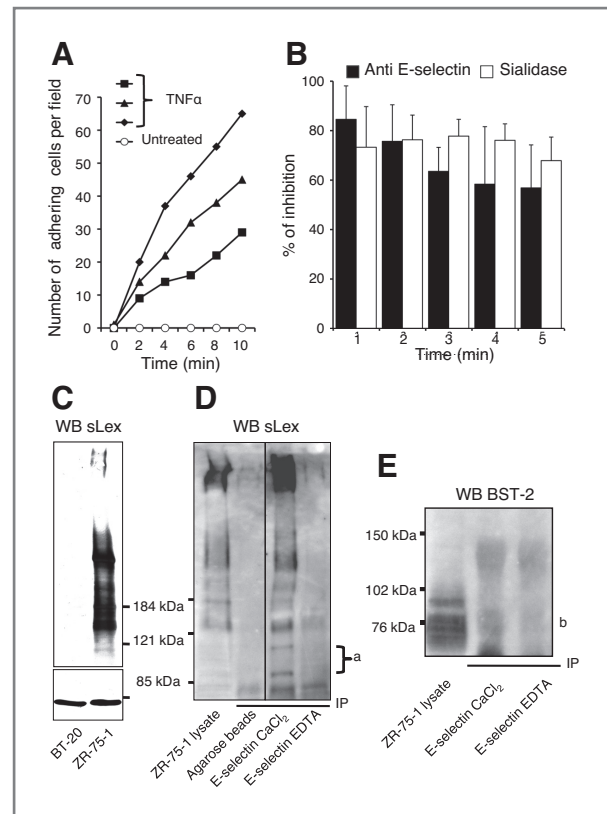 A
TNFα
Untreated
Number of adhering cells per field
70
60
50
40
30
20
10
0
0 2 4 6 8 10
Time (min)
B
Anti E-selectin Sialidase
% of inhibition
100
80
60
40
20
0
1 2 3 4 5
Time (min)
C
WB sLex
184 kDa
121 kDa
85 kDa
BT-20
ZR-75-1
D
WB sLex
a
IP
ZR-75-1 lysate
Agarose beads
E-selectin CaCl₂
E-selectin EDTA
E
WB BST-2
150 kDa
102 kDa
76 kDa
b
IP
ZR-75-1 lysate
E-selectin CaCl₂
E-selectin EDTA